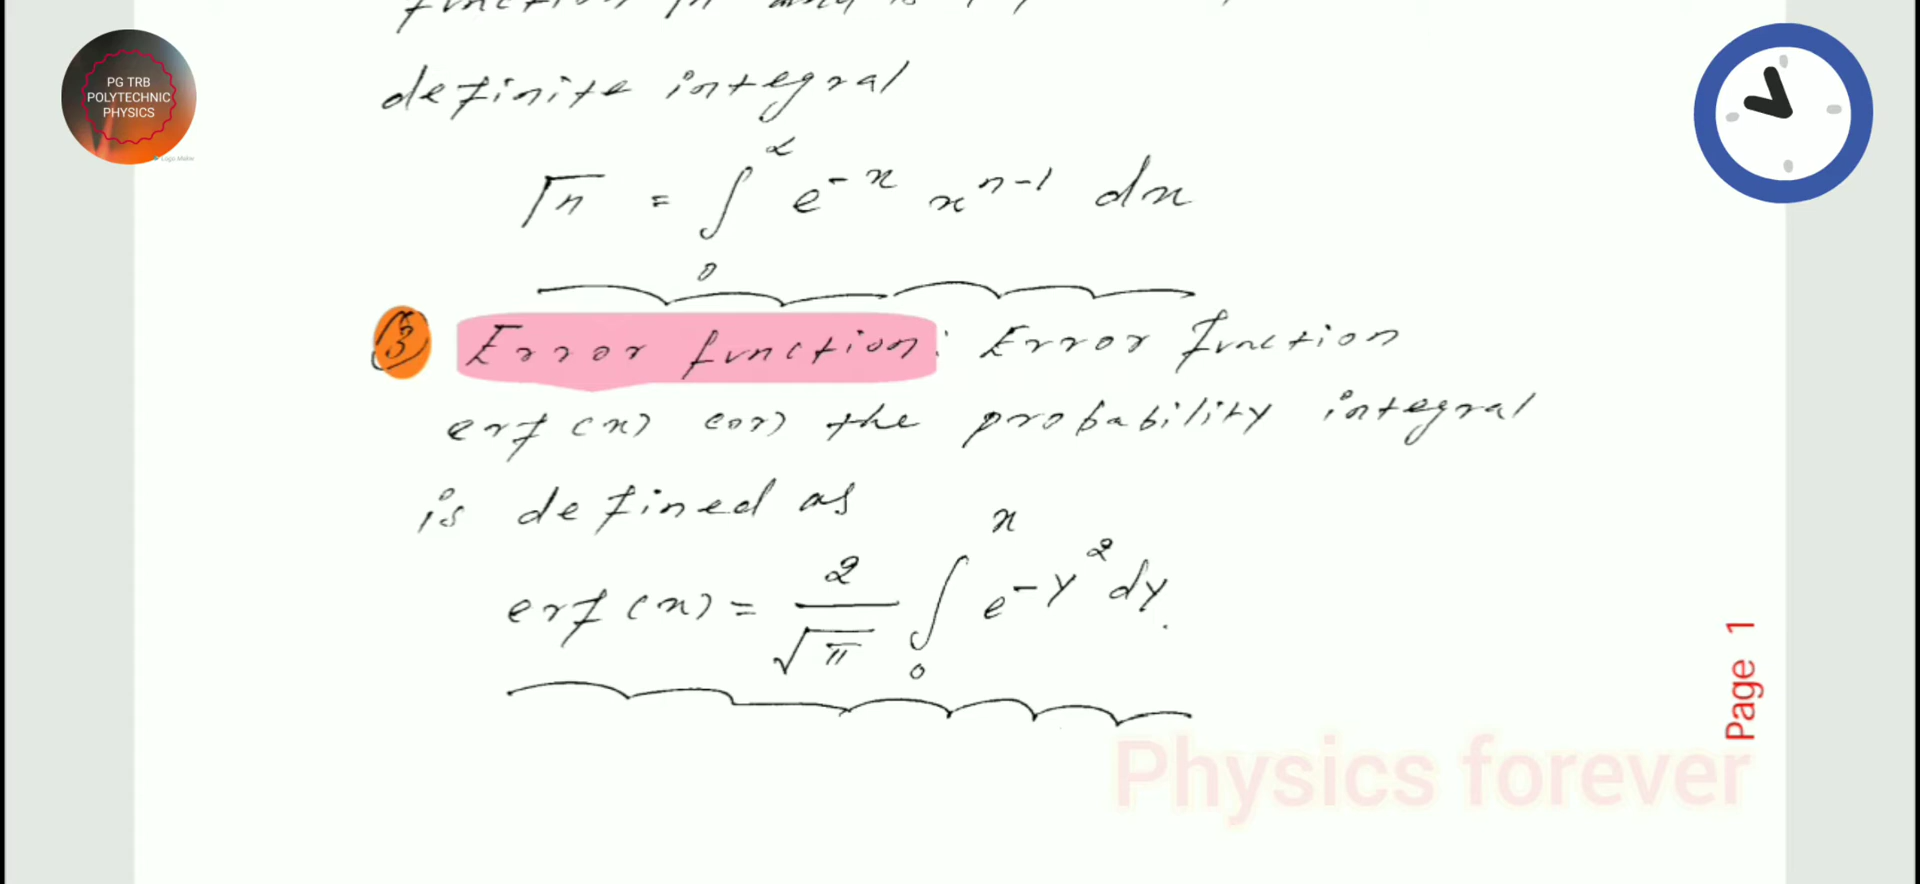 PG TRB
POLYTECHNIC
PHYSICS
definite integral
Γn = ∫₀^∝ e^-x x^n-1 dx
③ Error function: Error function
erf (x) (or) the probability integral
is defined as
erf (x) = 2/√π ∫₀^x e^-y² dy.
Page 1
Physics forever